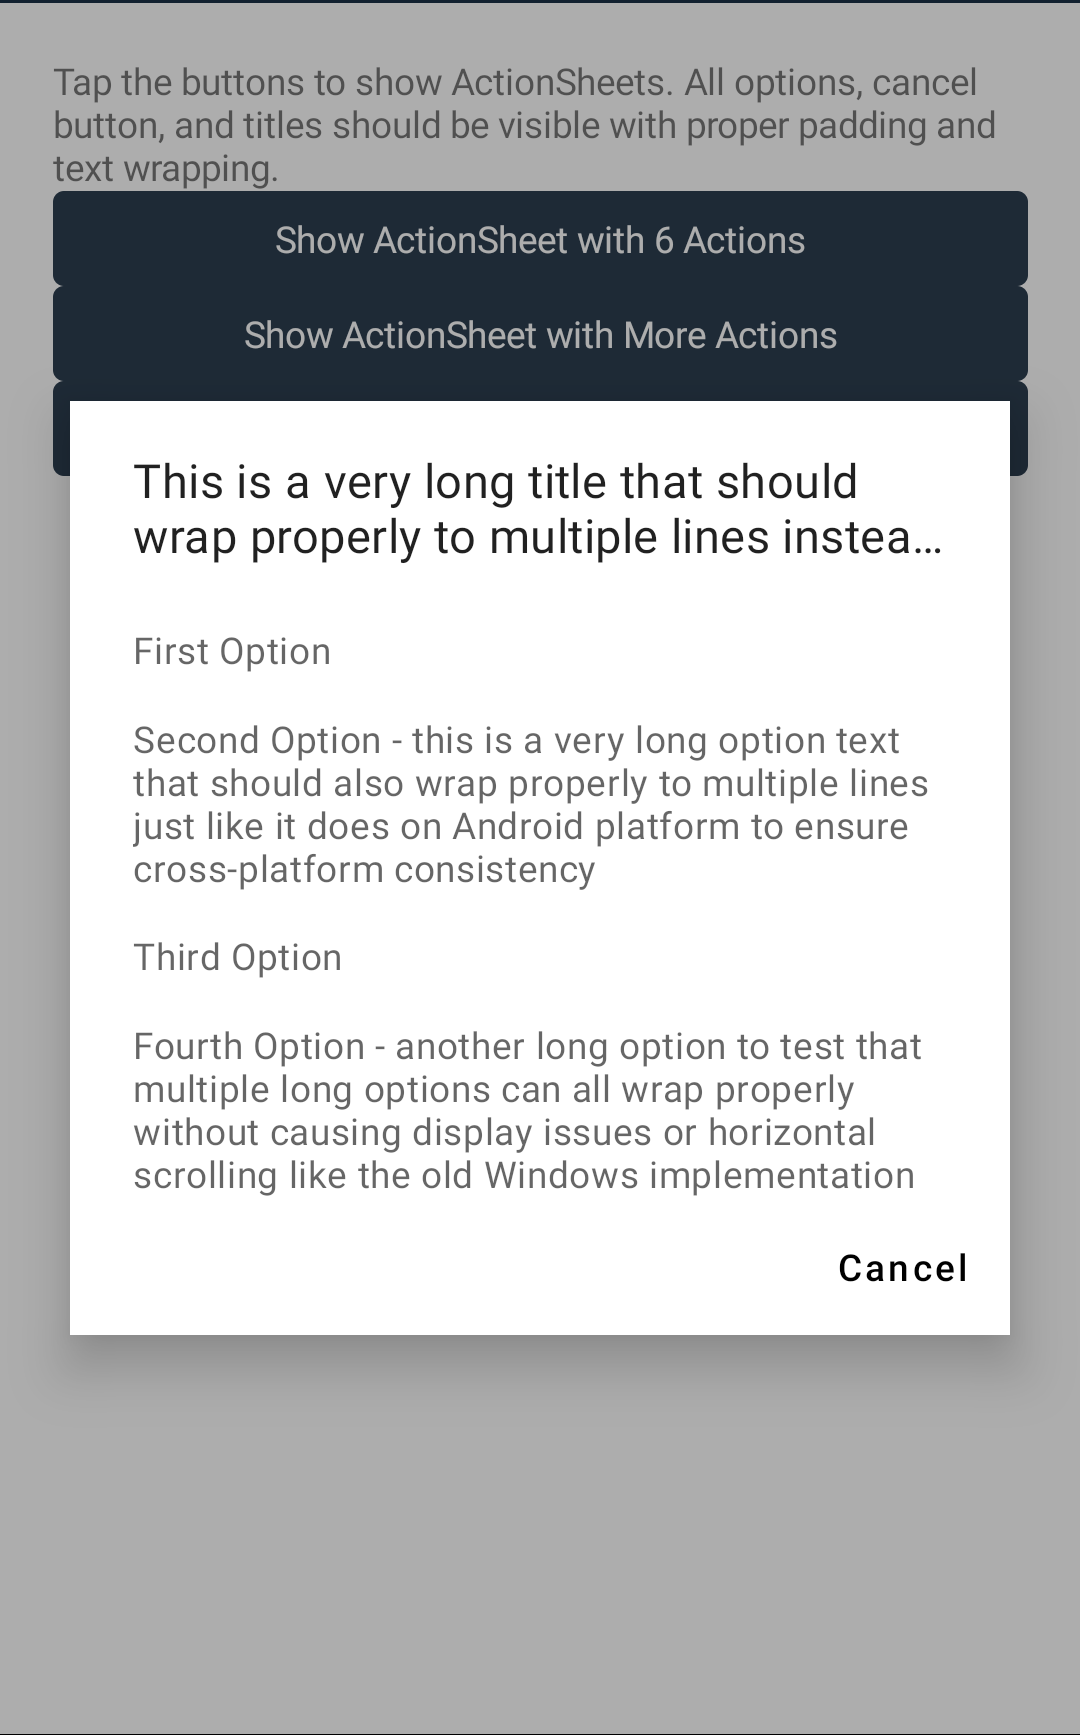 Tap the buttons to show ActionSheets. All options, cancel
button, and titles should be visible with proper padding and
text wrapping.
Show ActionSheet with 6 Actions
Show ActionSheet with More Actions
This is a very long title that should
wrap properly to multiple lines instea…
First Option
Second Option - this is a very long option text
that should also wrap properly to multiple lines
just like it does on Android platform to ensure
cross-platform consistency
Third Option
Fourth Option - another long option to test that
multiple long options can all wrap properly
without causing display issues or horizontal
scrolling like the old Windows implementation
Cancel